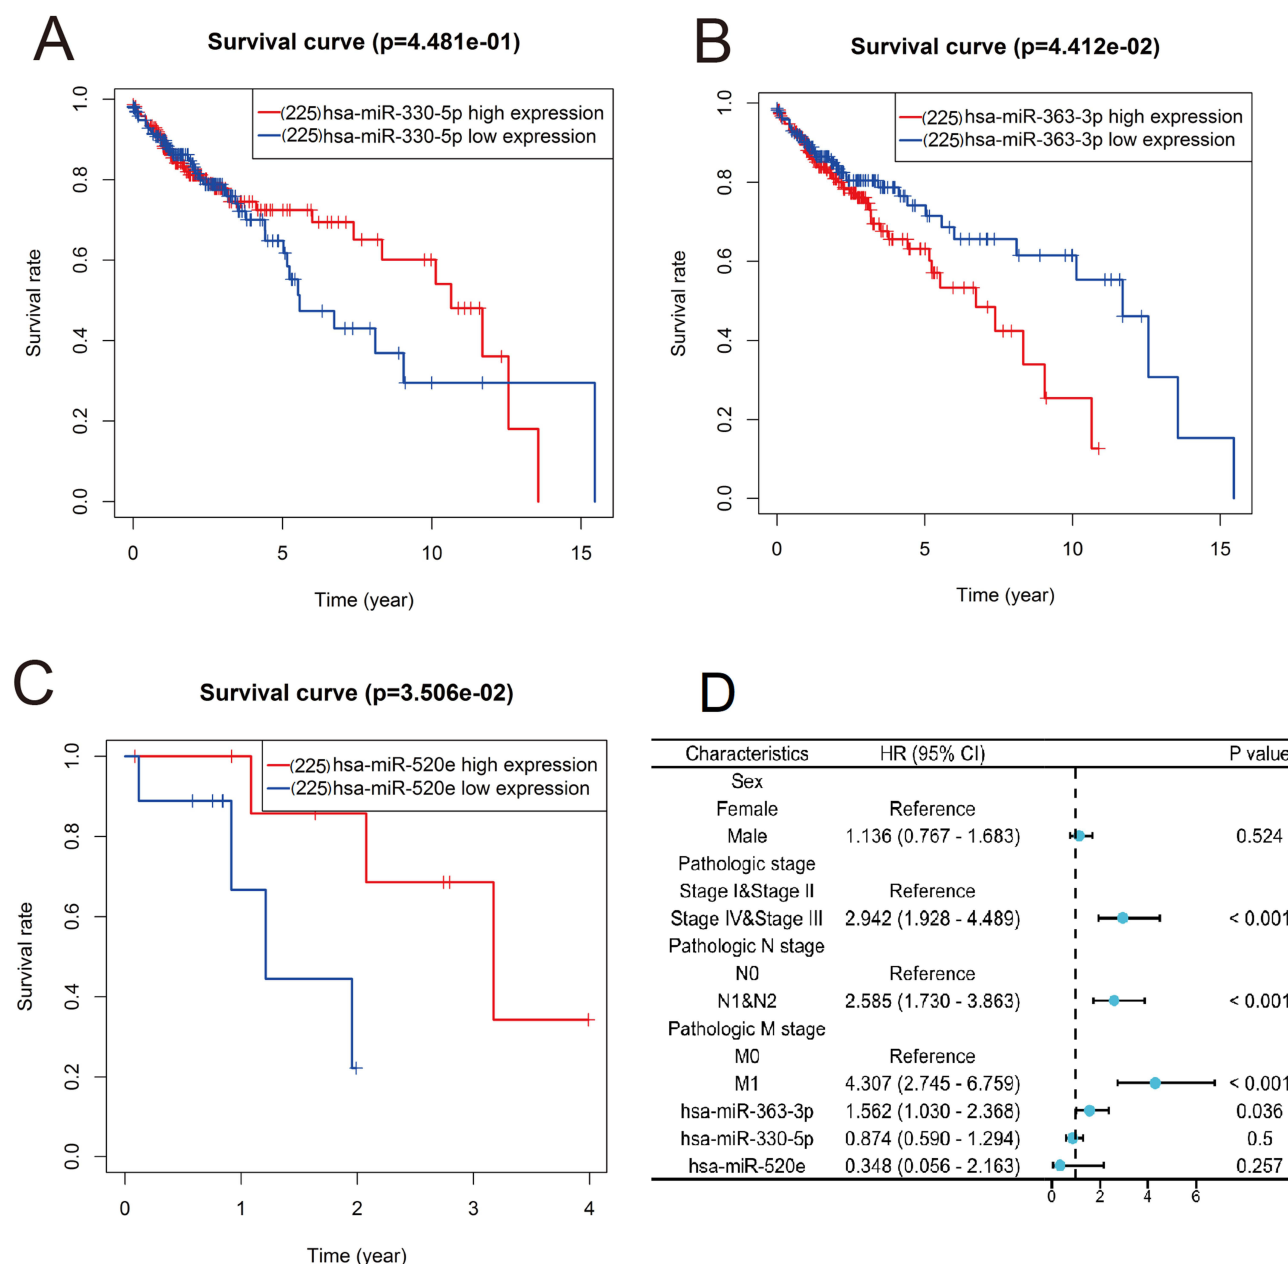 A
Survival curve (p=4.481e-01)
(225)hsa-miR-330-5p high expression
(225)hsa-miR-330-5p low expression
Survival rate
0.0
0.2
0.4
0.6
0.8
1.0
0 5 10 15
Time (year)
B
Survival curve (p=4.412e-02)
(225)hsa-miR-363-3p high expression
(225)hsa-miR-363-3p low expression
Survival rate
0.0
0.2
0.4
0.6
0.8
1.0
0 5 10 15
Time (year)
C
Survival curve (p=3.506e-02)
(225)hsa-miR-520e high expression
(225)hsa-miR-520e low expression
Survival rate
0.0
0.2
0.4
0.6
0.8
1.0
0 1 2 3 4
Time (year)
D
Characteristics HR (95% CI) P value
Sex
Female Reference
Male 1.136 (0.767 - 1.683) 0.524
Pathologic stage
Stage I&Stage II Reference
Stage IV&Stage III 2.942 (1.928 - 4.489) < 0.001
Pathologic N stage
N0 Reference
N1&N2 2.585 (1.730 - 3.863) < 0.001
Pathologic M stage
M0 Reference
M1 4.307 (2.745 - 6.759) < 0.001
hsa-miR-363-3p 1.562 (1.030 - 2.368) 0.036
hsa-miR-330-5p 0.874 (0.590 - 1.294) 0.5
hsa-miR-520e 0.348 (0.056 - 2.163) 0.257
0 2 4 6